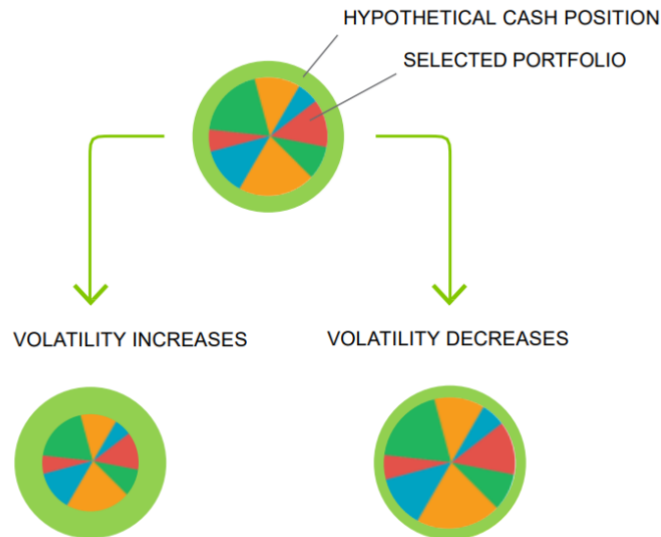 HYPOTHETICAL CASH POSITION
SELECTED PORTFOLIO
VOLATILITY INCREASES
VOLATILITY DECREASES